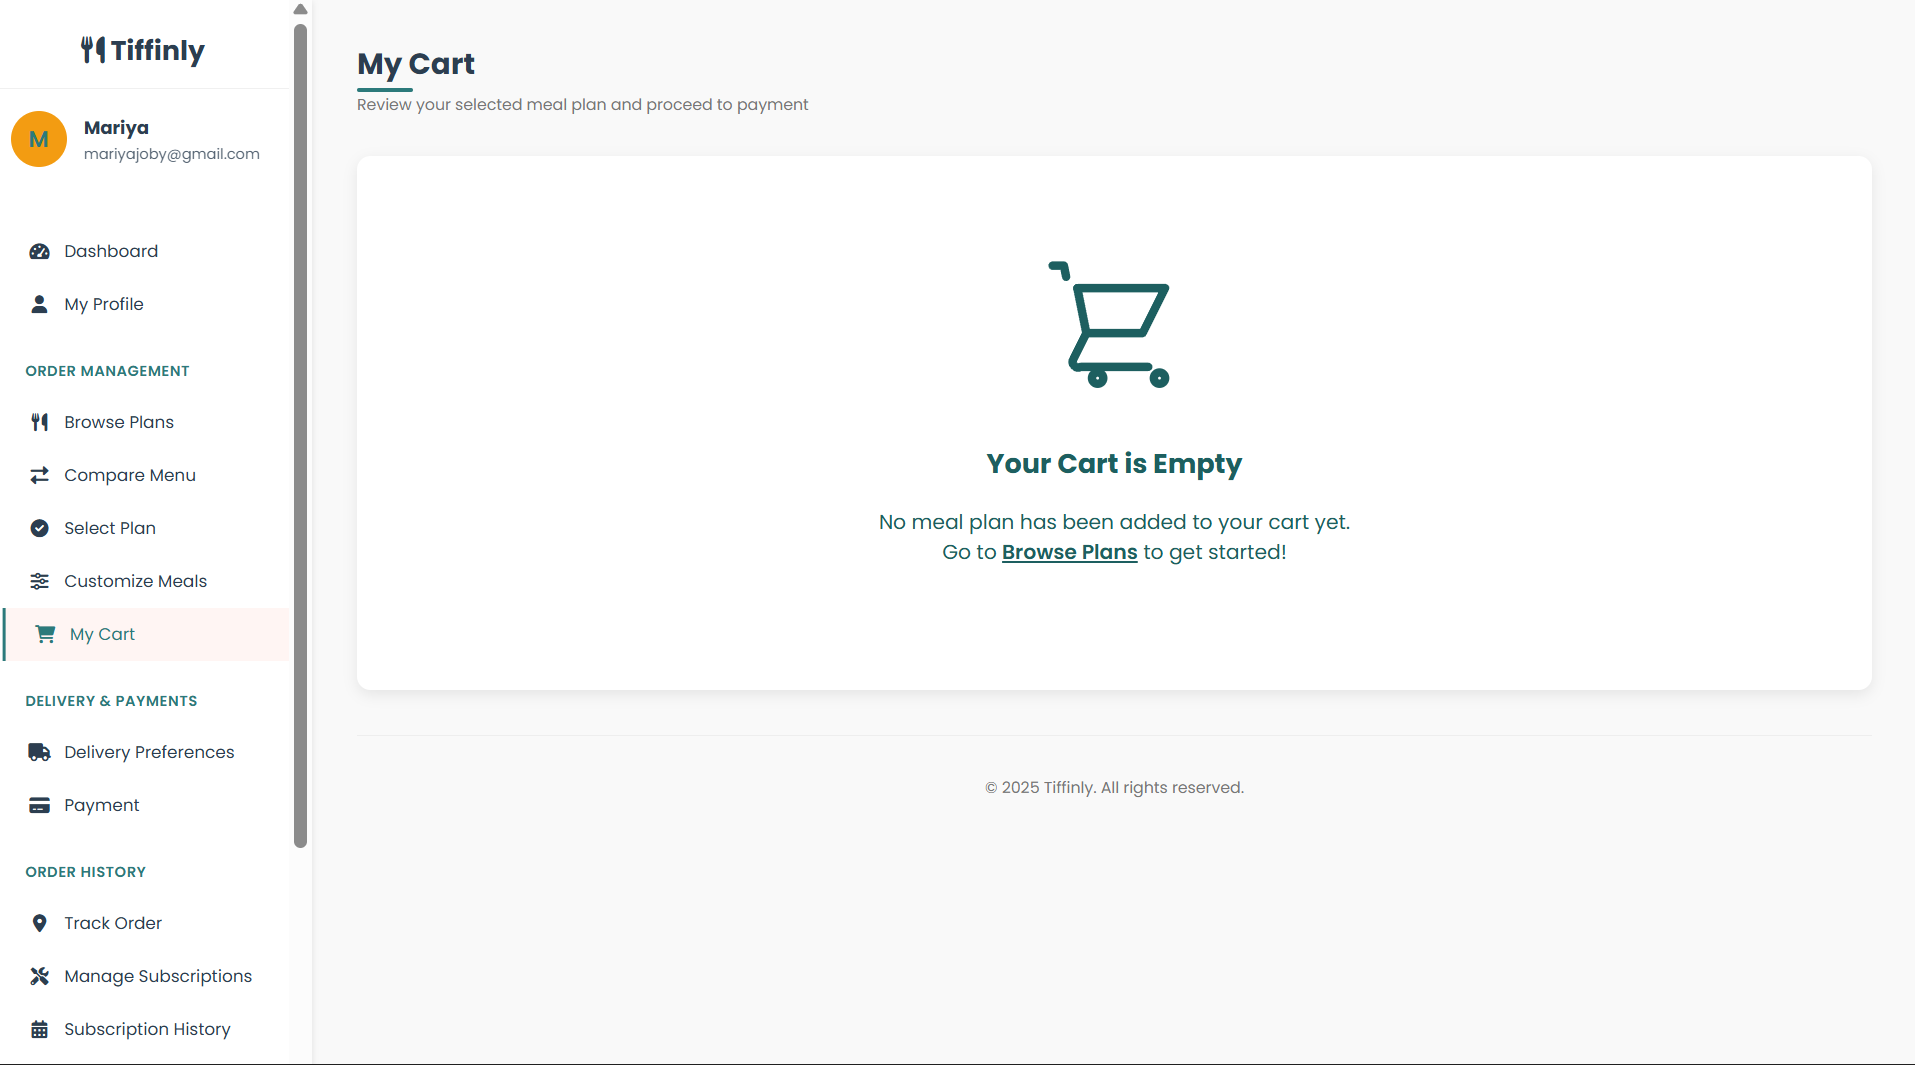 Tiffinly
M
Mariya
mariyajoby@gmail.com
Dashboard
My Profile
ORDER MANAGEMENT
Browse Plans
Compare Menu
Select Plan
Customize Meals
My Cart
DELIVERY & PAYMENTS
Delivery Preferences
Payment
ORDER HISTORY
Track Order
Manage Subscriptions
Subscription History
My Cart
Review your selected meal plan and proceed to payment
Your Cart is Empty
No meal plan has been added to your cart yet.
Go to Browse Plans to get started!
© 2025 Tiffinly. All rights reserved.